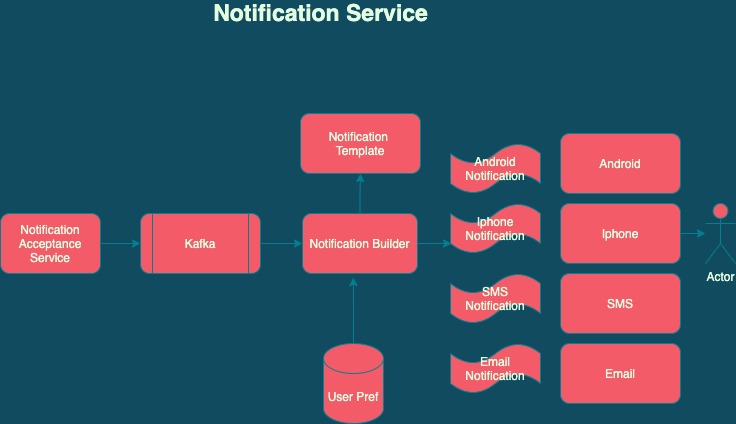 Notification Service
Notification
Template
Android
Notification
Android
Notification
Acceptance
Service
Kafka
Notification Builder
Iphone
Notification
Iphone
Actor
SMS
Notification
SMS
User Pref
Email
Notification
Email